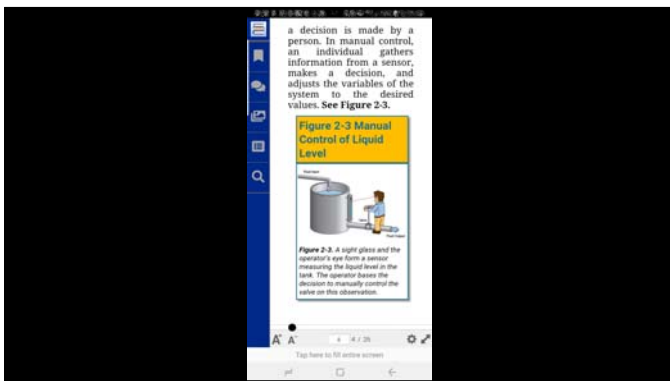 a decision is made by a
person. In manual control,
an individual gathers
information from a sensor,
makes a decision, and
adjusts the variables of the
system to the desired
values. See Figure 2-3.
Figure 2-3 Manual
Control of Liquid
Level
Figure 2-3. A sight glass and the
operator's eye form a sensor
measuring the liquid level in the
tank. The operator bases the
decision to manually control the
valve on this observation.
A+ A-
4 4 / 26
Tap here to fill entire screen